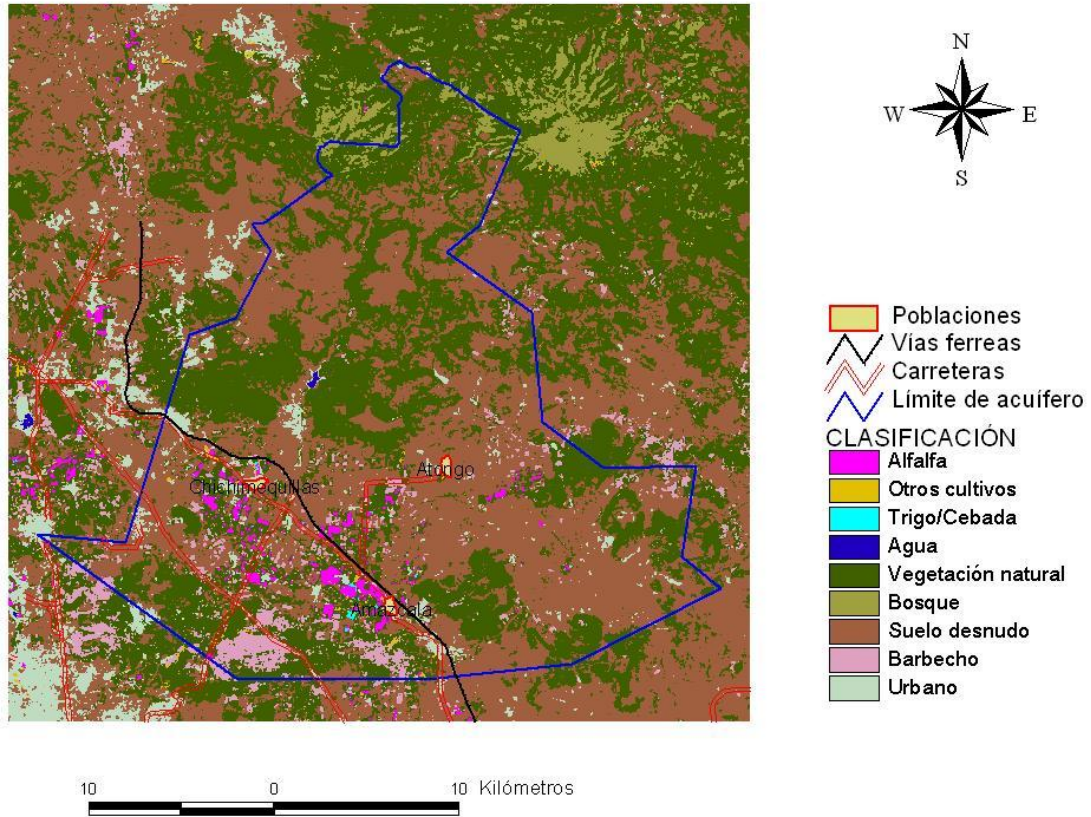 N
W E
S
Poblaciones
Vías ferreas
Carreteras
Límite de acuífero
CLASIFICACIÓN
Alfalfa
Otros cultivos
Trigo/Cebada
Agua
Vegetación natural
Bosque
Suelo desnudo
Barbecho
Urbano
Atongo
Chichimequillas
Amazcala
10 0 10 Kilómetros